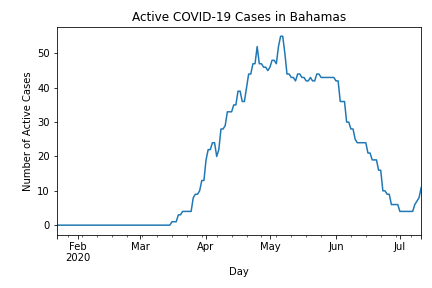 Active COVID-19 Cases in Bahamas
Number of Active Cases
50
40
30
20
10
0
Feb
2020
Mar
Apr
May
Jun
Jul
Day